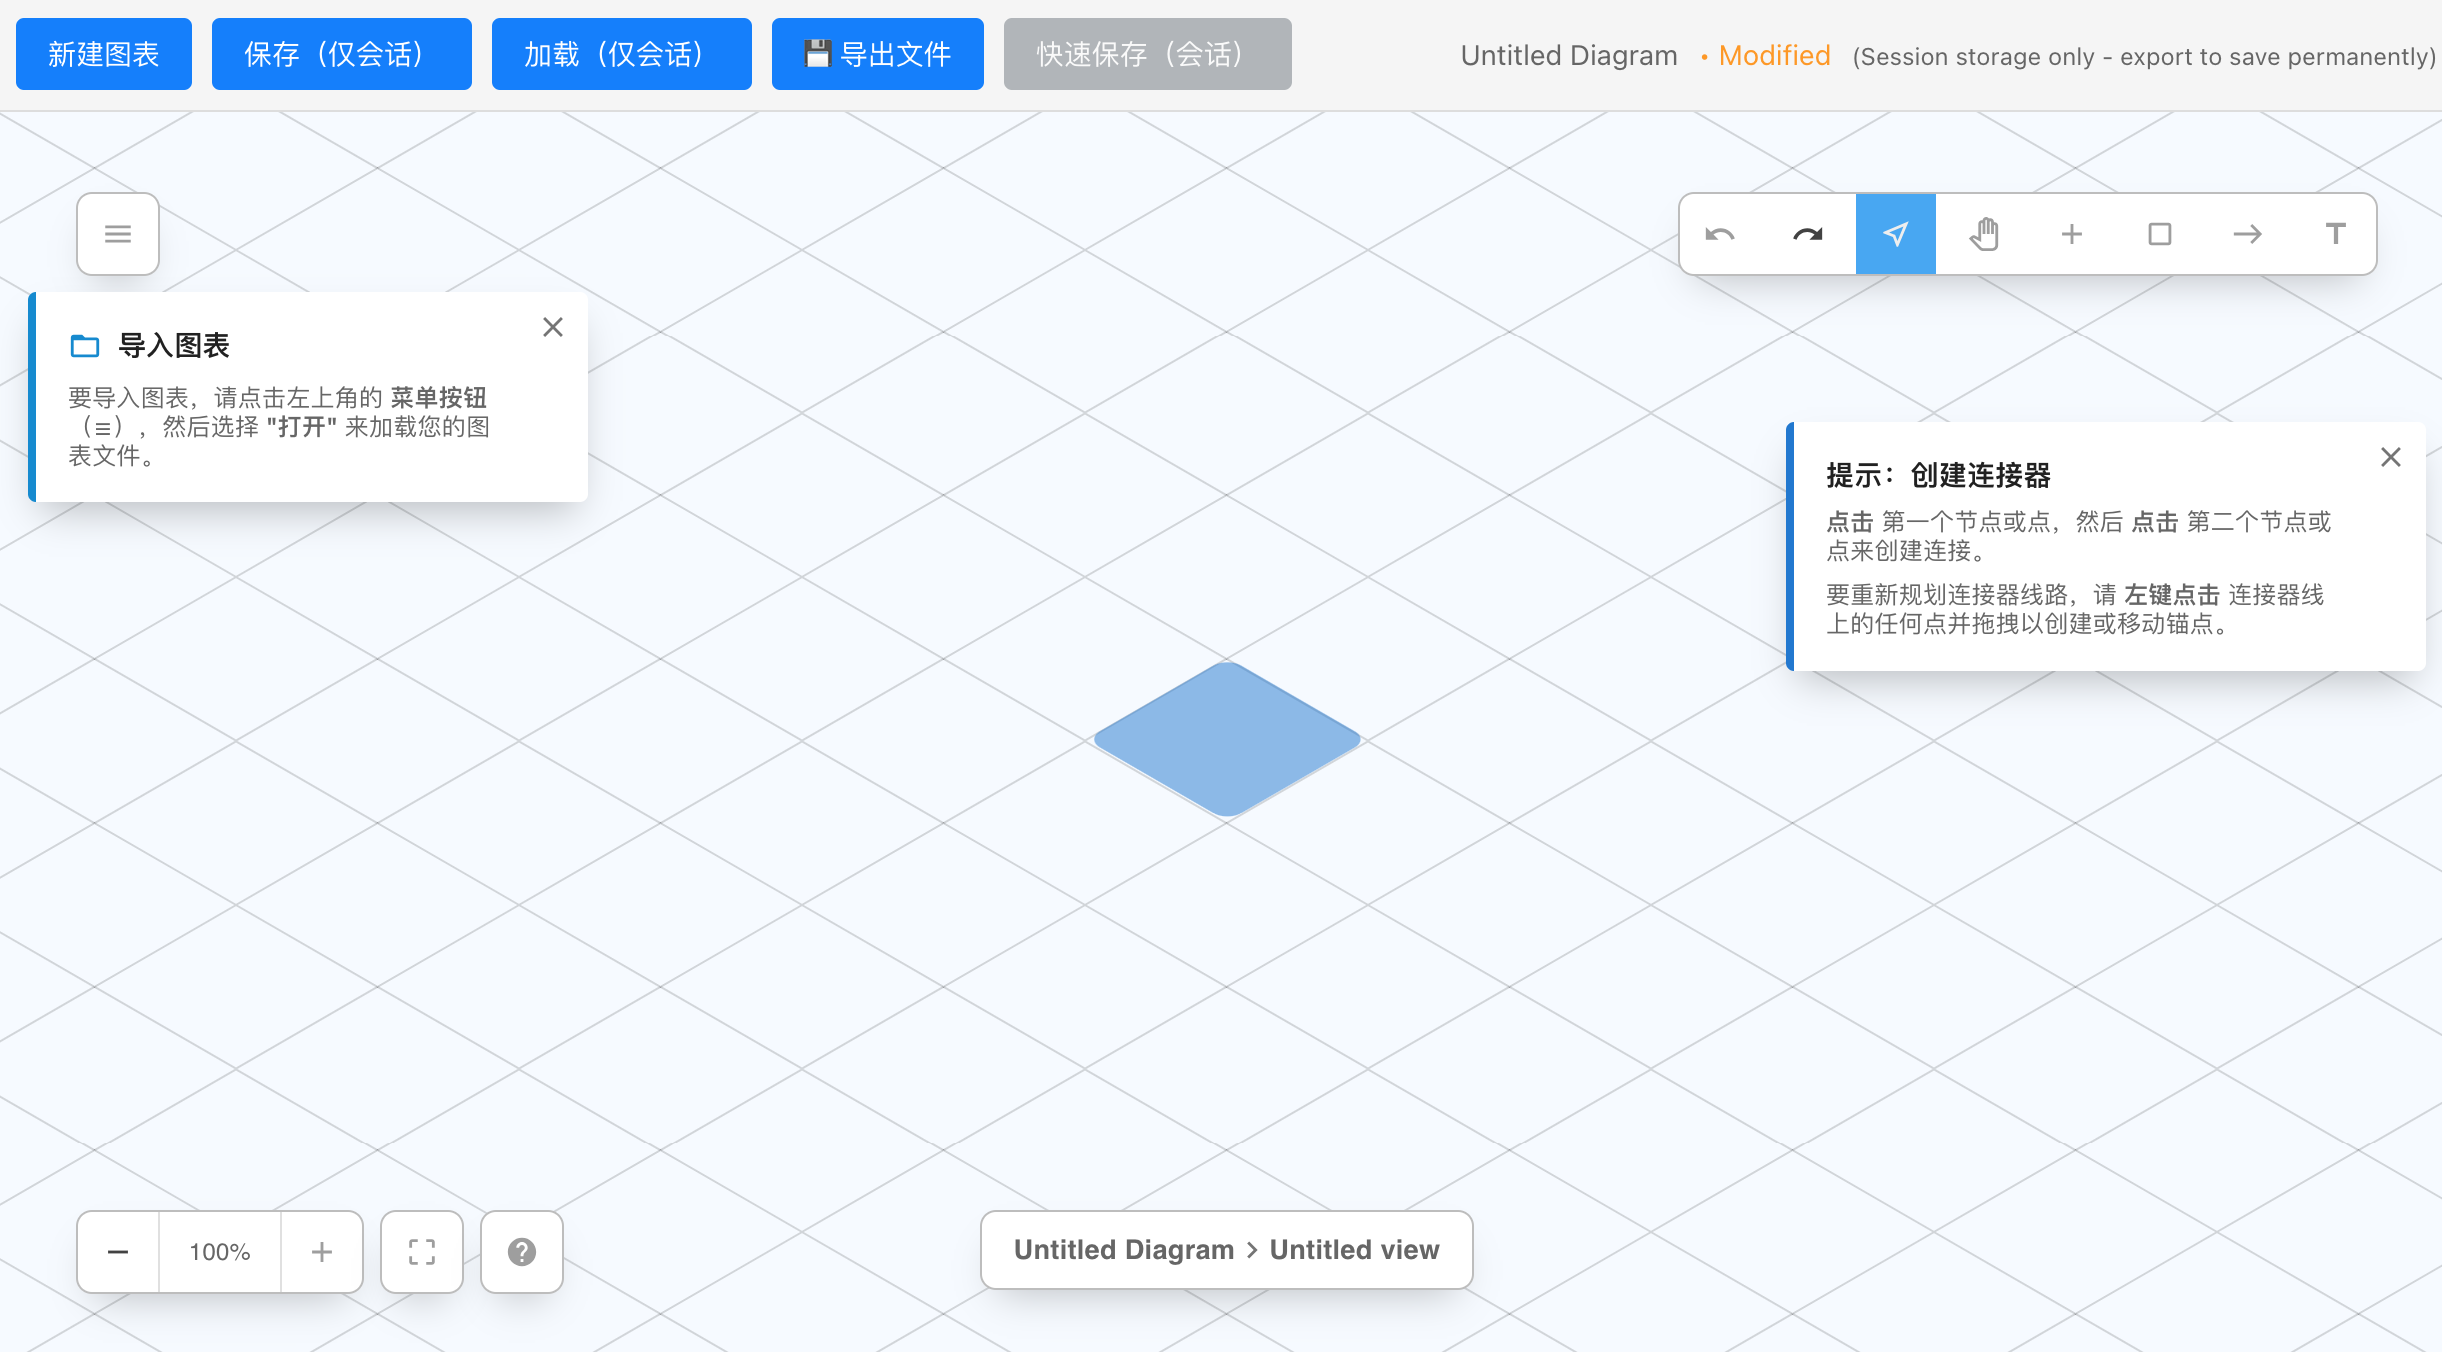 新建图表
保存（仅会话）
加载（仅会话）
💾 导出文件
快速保存（会话）
Untitled Diagram • Modified (Session storage only - export to save permanently)
T
导入图表
要导入图表，请点击左上角的 菜单按钮
（≡），然后选择 "打开" 来加载您的图
表文件。
提示：创建连接器
点击 第一个节点或点，然后 点击 第二个节点或
点来创建连接。
要重新规划连接器线路，请 左键点击 连接器线
上的任何点并拖拽以创建或移动锚点。
100%
Untitled Diagram > Untitled view